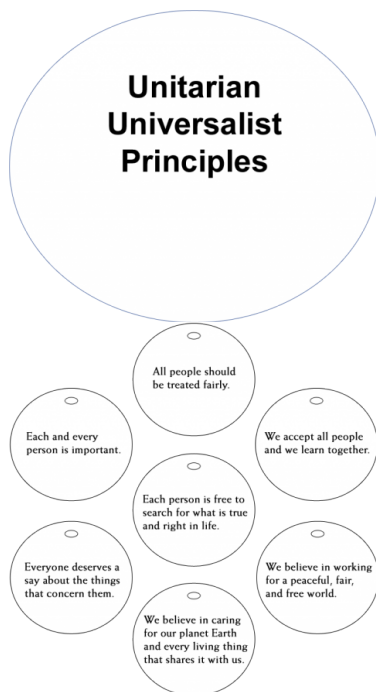 Unitarian
Universalist
Principles
All people should
be treated fairly.
Each and every
person is important.
We accept all people
and we learn together.
Each person is free to
search for what is true
and right in life.
Everyone deserves a
say about the things
that concern them.
We believe in working
for a peaceful, fair,
and free world.
We believe in caring
for our planet Earth
and every living thing
that shares it with us.